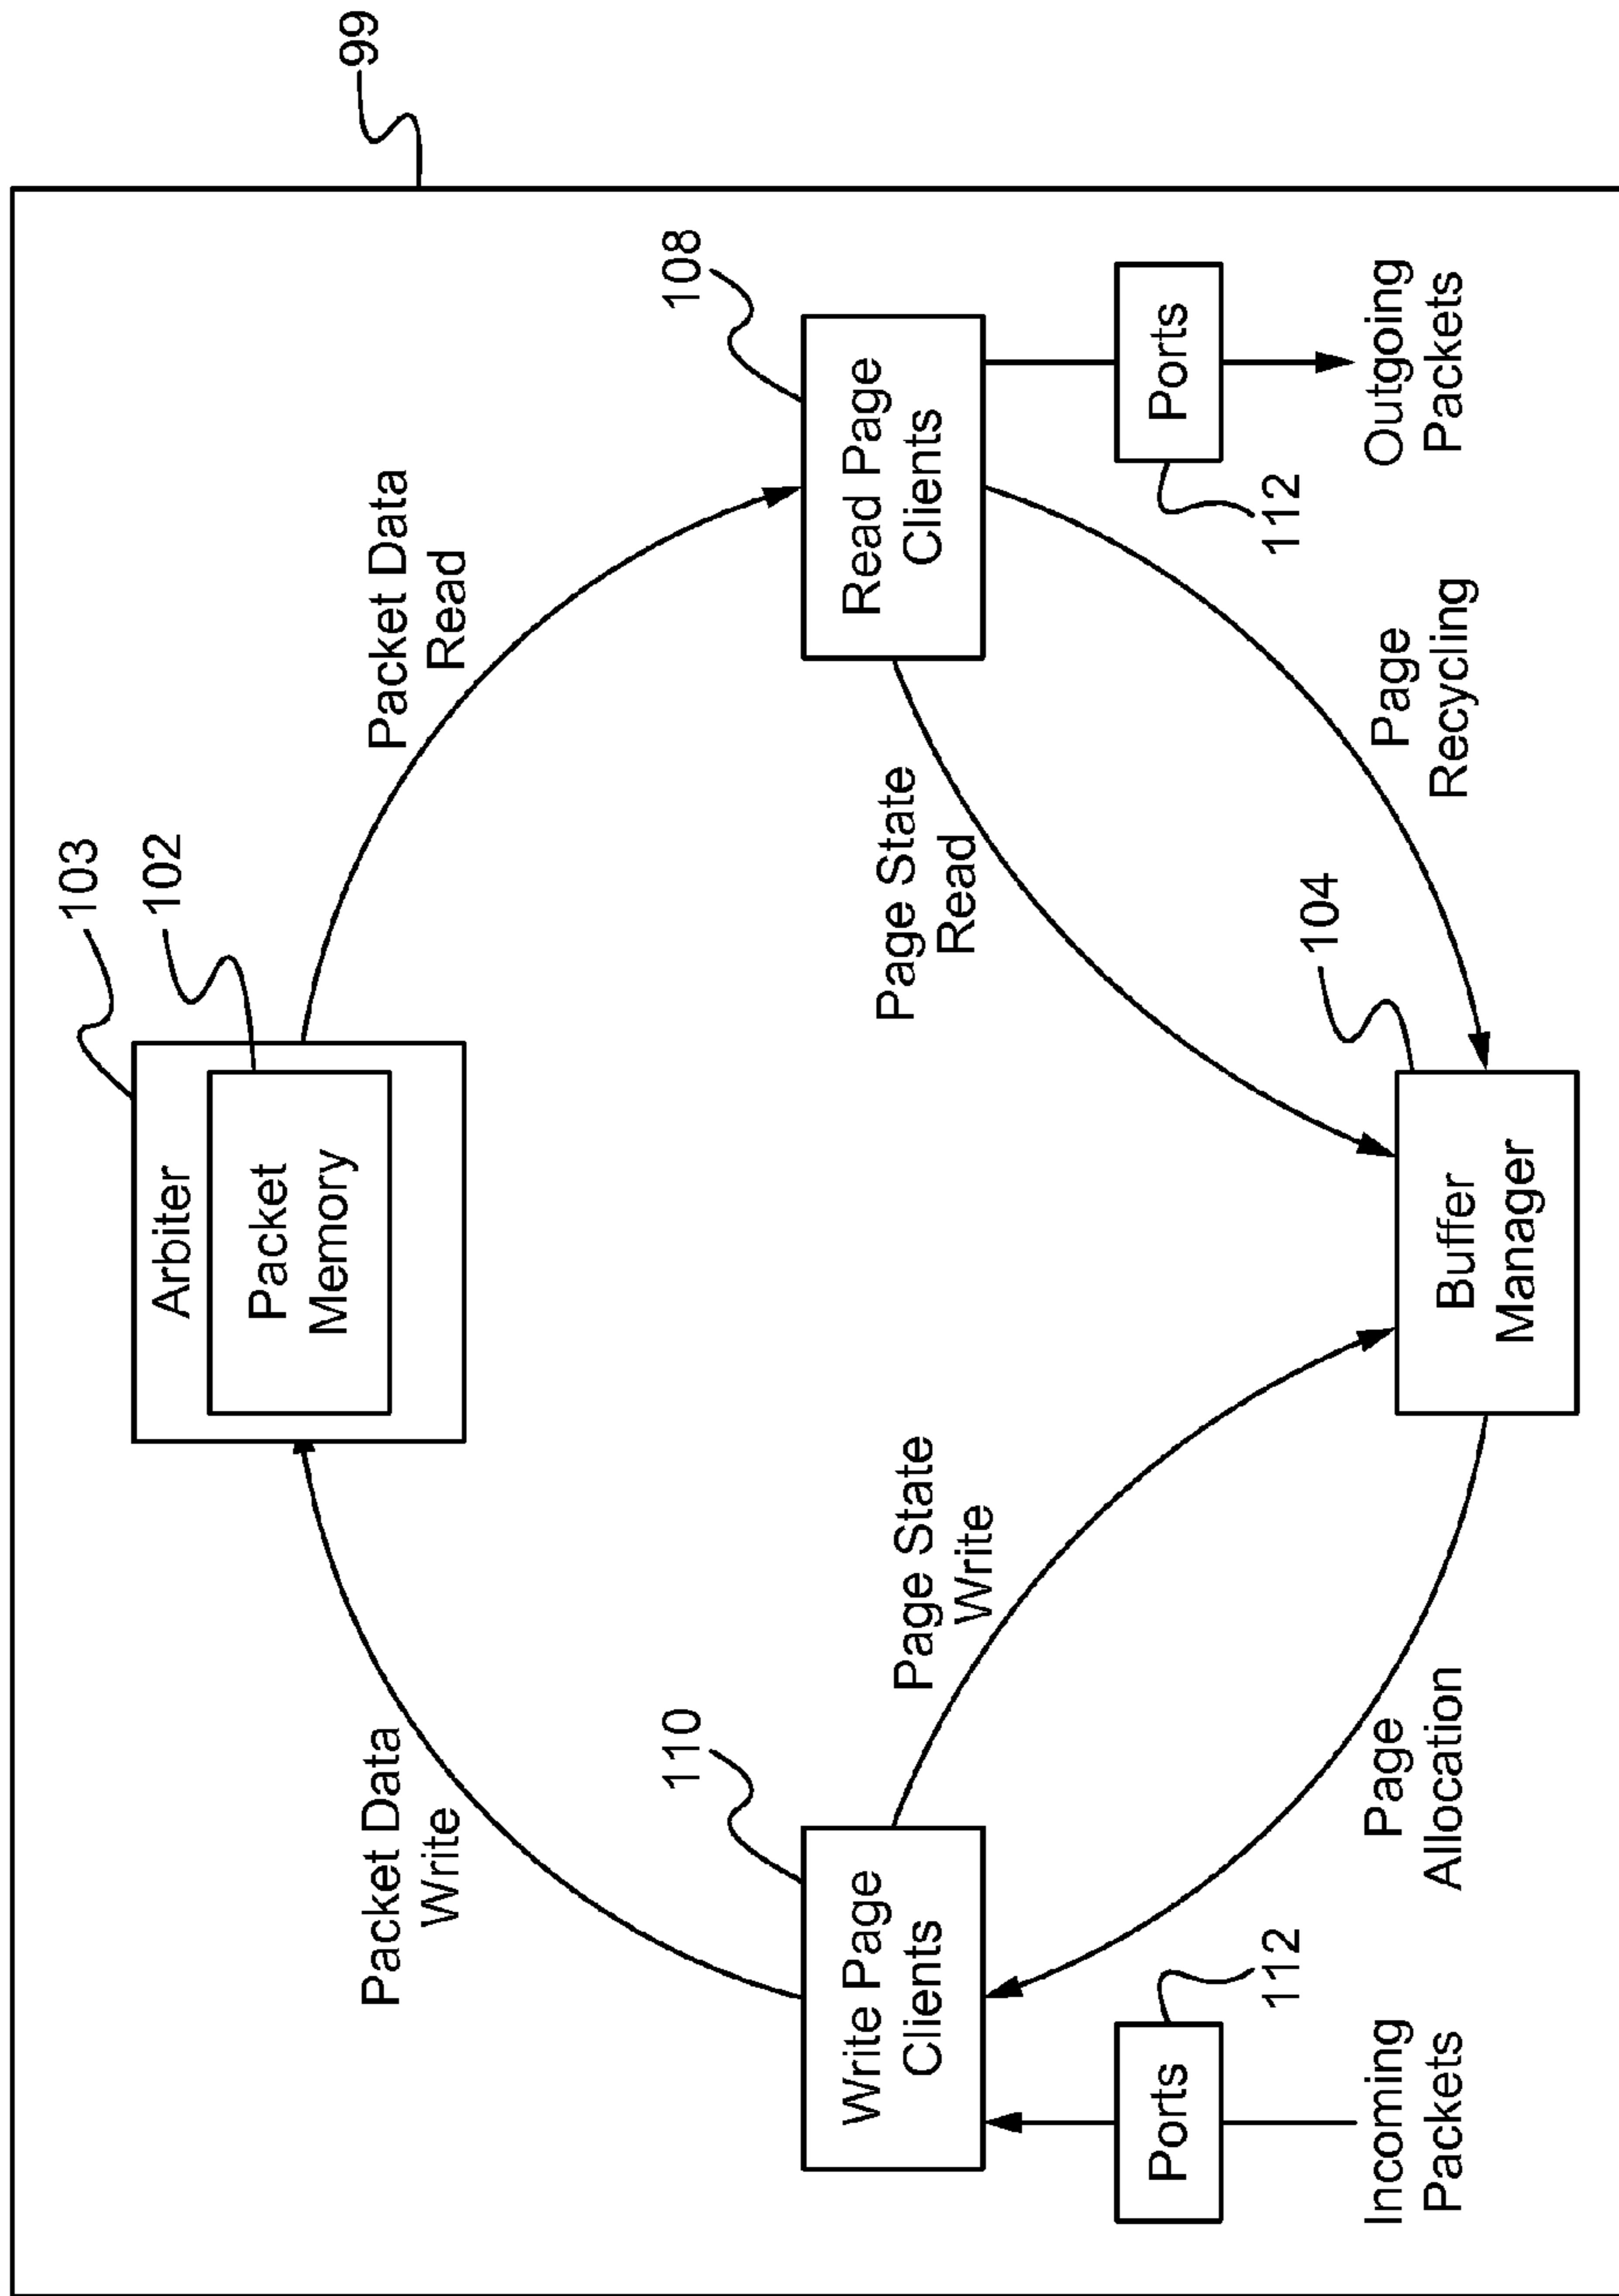 99
103
Arbiter
102
Packet
Memory
Packet Data
Write
Packet Data
Read
110
Write Page
Clients
108
Read Page
Clients
Page State
Write
Page State
Read
Ports
112
Ports
112
104
Buffer
Manager
Page
Allocation
Page
Recycling
Incoming
Packets
Outgoing
Packets